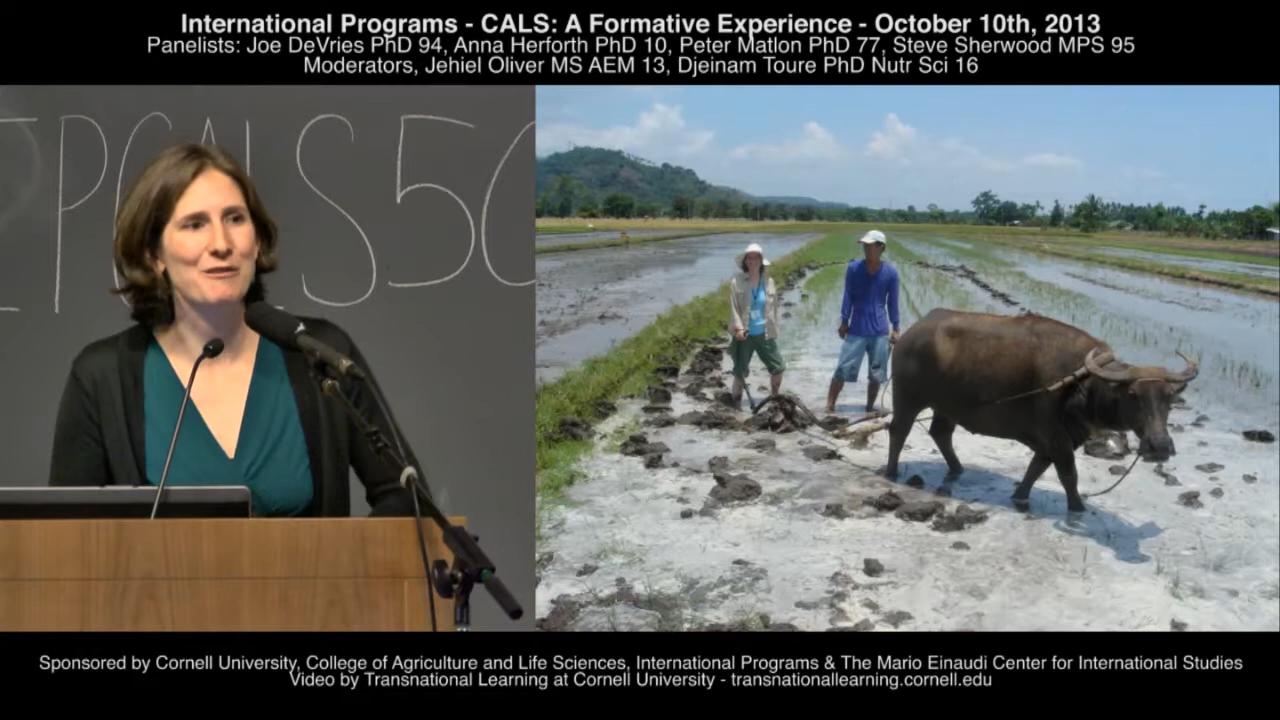 International Programs - CALS: A Formative Experience - October 10th, 2013
Panelists: Joe DeVries PhD 94, Anna Herforth PhD 10, Peter Matlon PhD 77, Steve Sherwood MPS 95
Moderators, Jehiel Oliver MS AEM 13, Djeinam Toure PhD Nutr Sci 16
IPCALS50
Sponsored by Cornell University, College of Agriculture and Life Sciences, International Programs & The Mario Einaudi Center for International Studies
Video by Transnational Learning at Cornell University - transnationallearning.cornell.edu